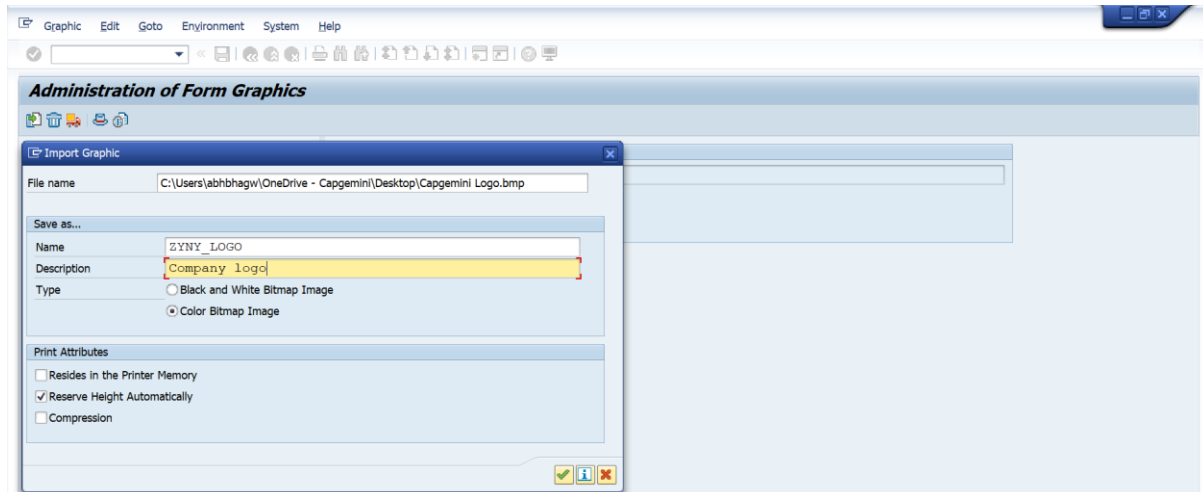 Graphic Edit Goto Environment System Help
Administration of Form Graphics
Import Graphic
File name C:\Users\abhbhagw\OneDrive - Capgemini\Desktop\Capgemini Logo.bmp
Save as...
Name ZYNY_LOGO
Description Company logo
Type Black and White Bitmap Image
Color Bitmap Image
Print Attributes
Resides in the Printer Memory
Reserve Height Automatically
Compression